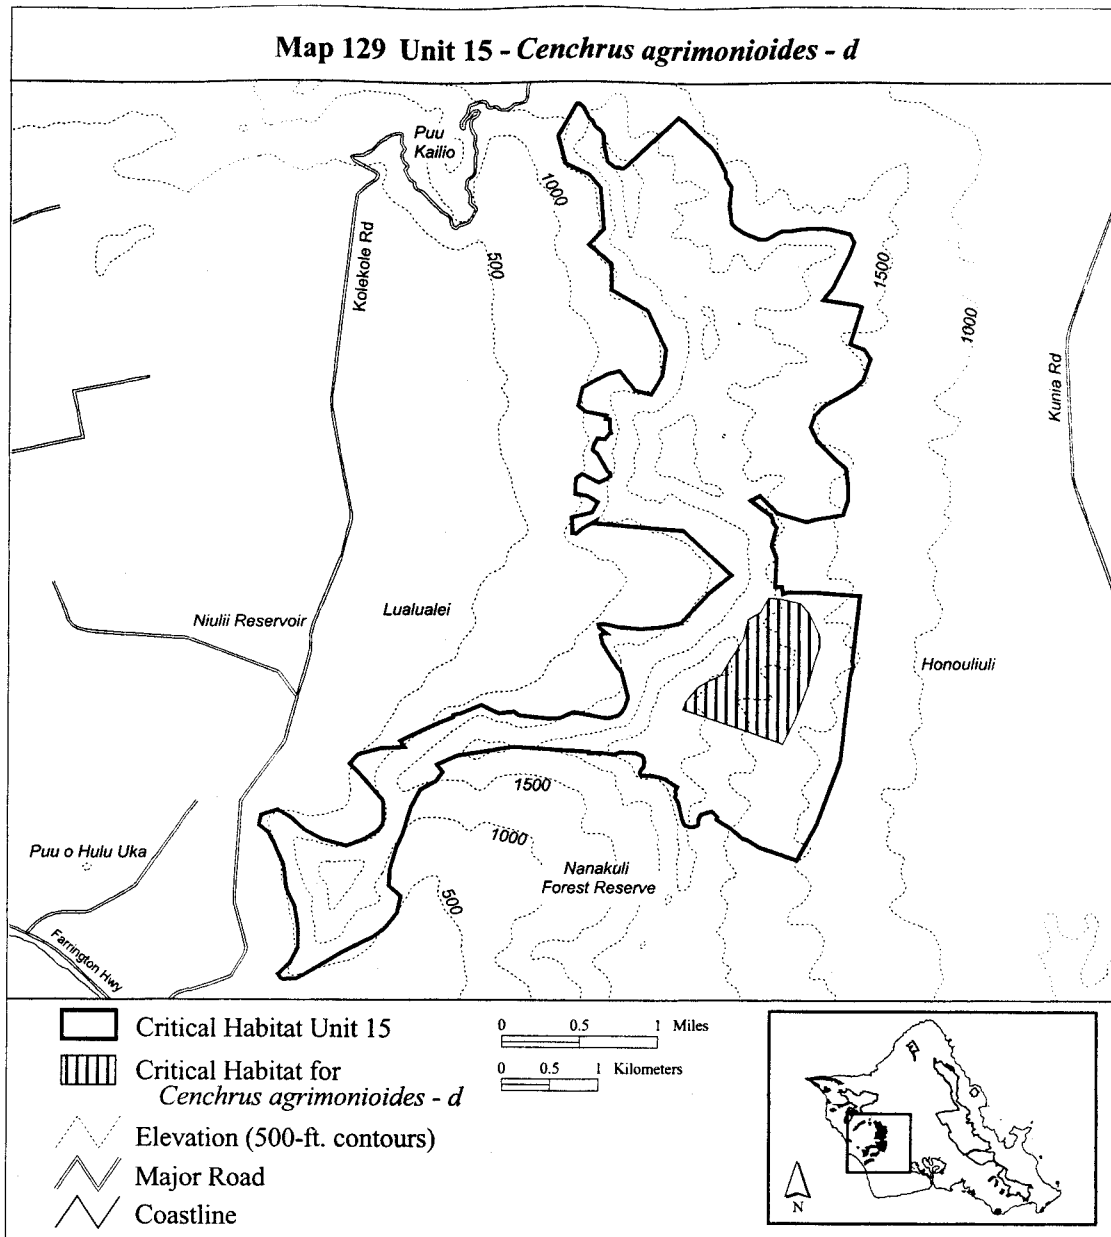 Map 129 Unit 15 - Cenchrus agrimonioides - d
Puu
Kailio
1000
Kolekole Rd
500
1500
1000
Kunia Rd
Niulii Reservoir
Lualualei
Honouliuli
1500
1000
Puu o Hulu Uka
Nanakuli
Forest Reserve
500
Farrington Hwy
Critical Habitat Unit 15
Critical Habitat for
Cenchrus agrimonioides - d
Elevation (500-ft. contours)
Major Road
Coastline
0 0.5 1 Miles
0 0.5 1 Kilometers
N